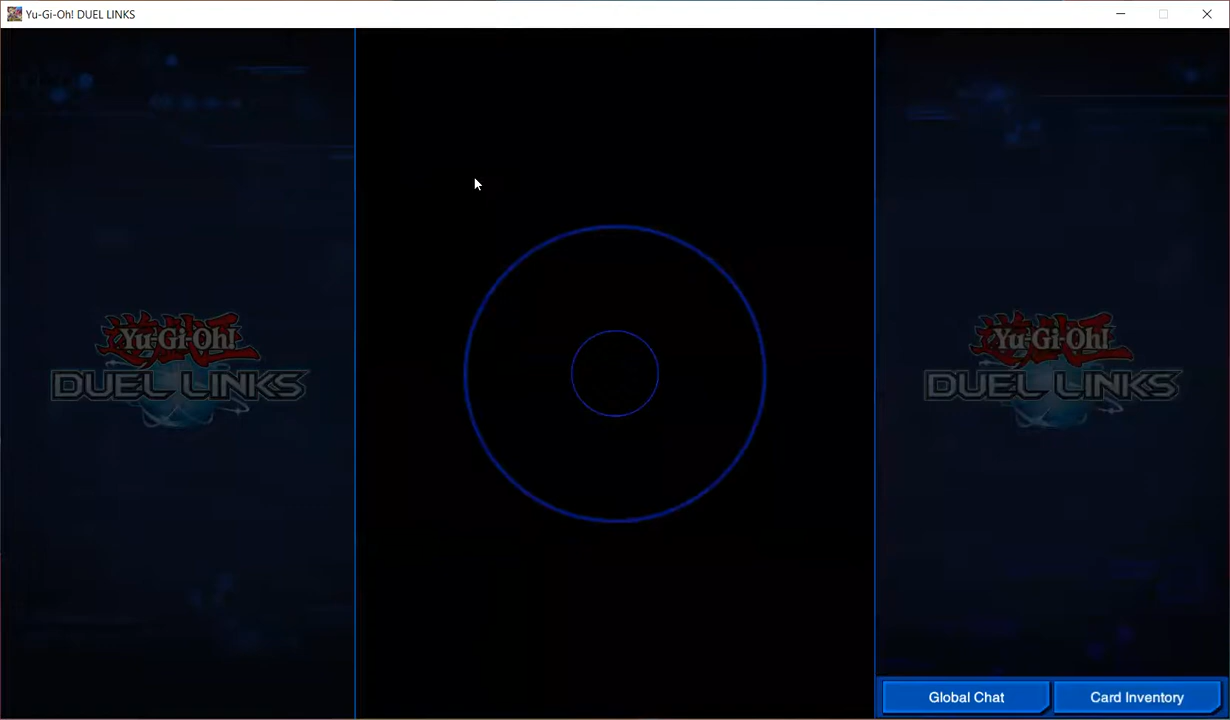 Yu-Gi-Oh! DUEL LINKS
Yu-Gi-Oh!
DUEL LINKS
Yu-Gi-Oh!
DUEL LINKS
Global Chat
Card Inventory